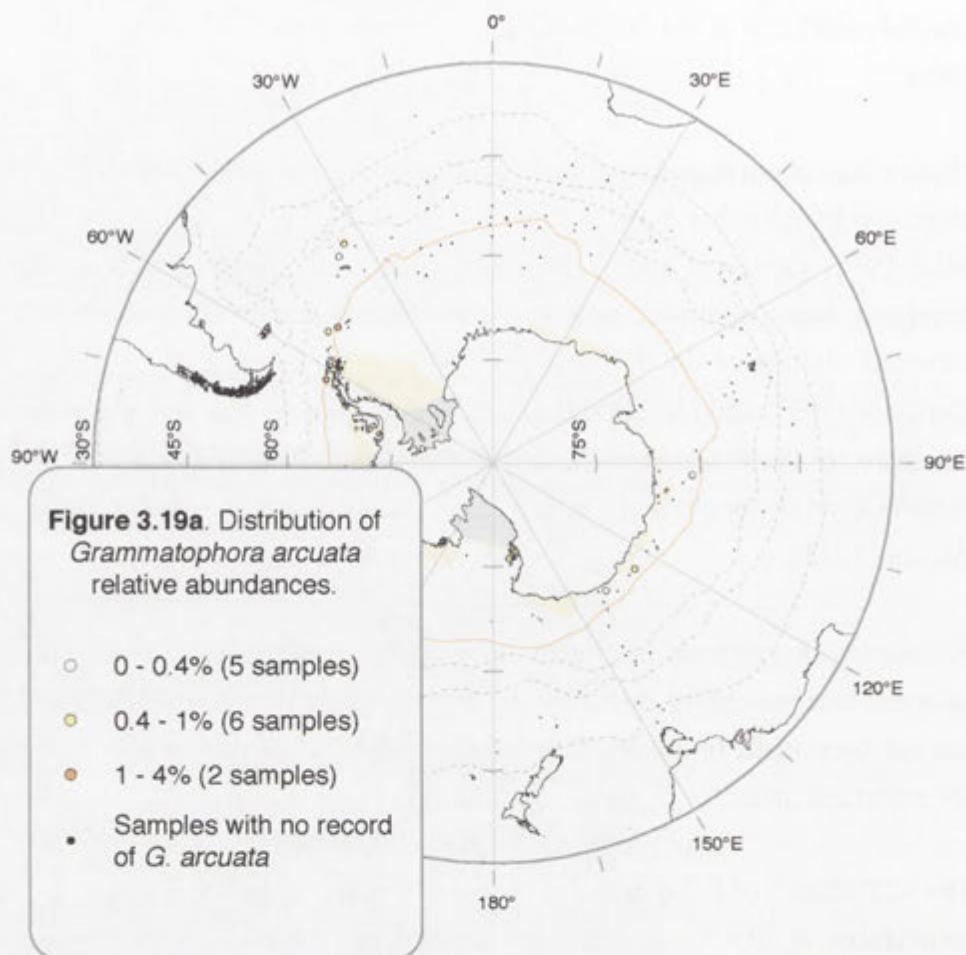 0°
30°W
30°E
60°W
60°E
90°W
30°S
45°S
60°S
75°S
90°E
120°E
150°E
180°
Figure 3.19a. Distribution of
Grammatophora arcuata
relative abundances.
0 - 0.4% (5 samples)
0.4 - 1% (6 samples)
1 - 4% (2 samples)
Samples with no record
of G. arcuata